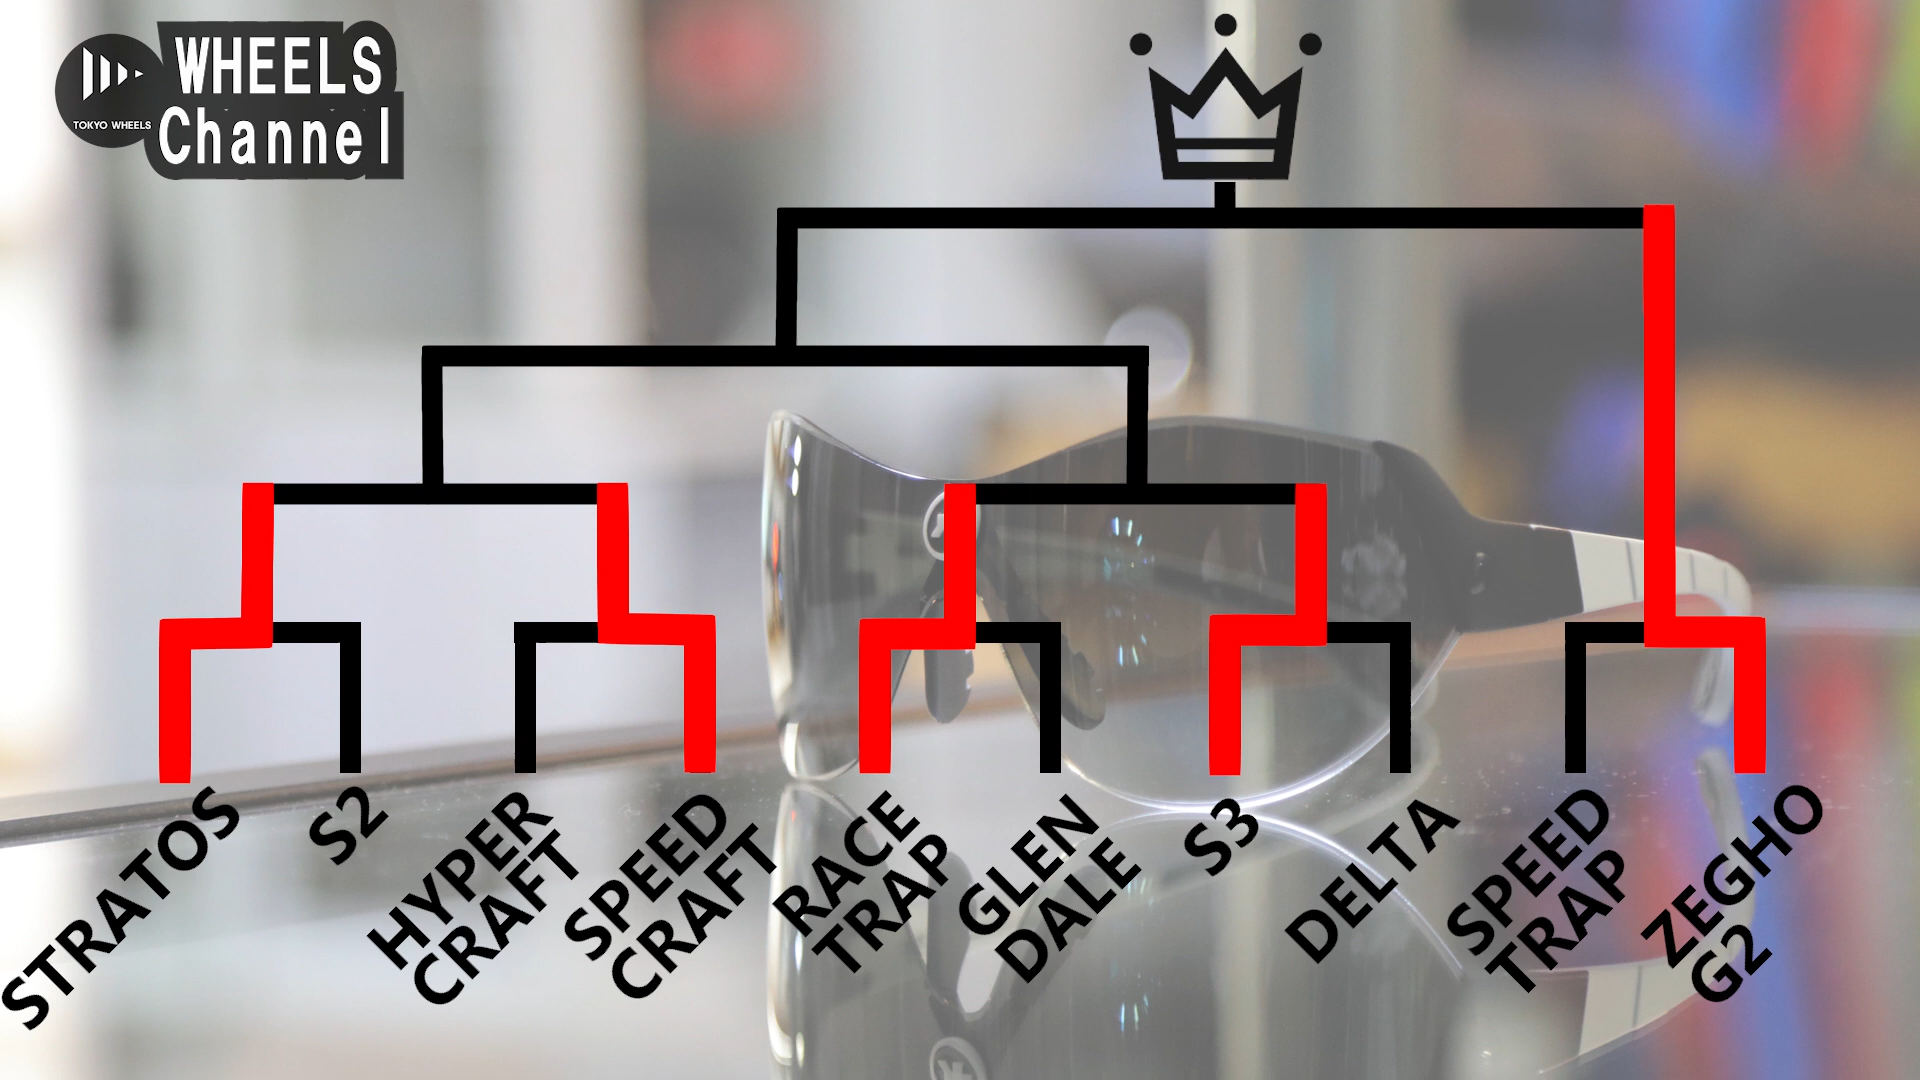 WHEELS
Channel
TOKYO WHEELS
STRATOS
S2
HYPER
CRAFT
SPEED
CRAFT
RACE
TRAP
GLEN
DALE
S3
DELTA
SPEED
TRAP
ZEGHO
G2